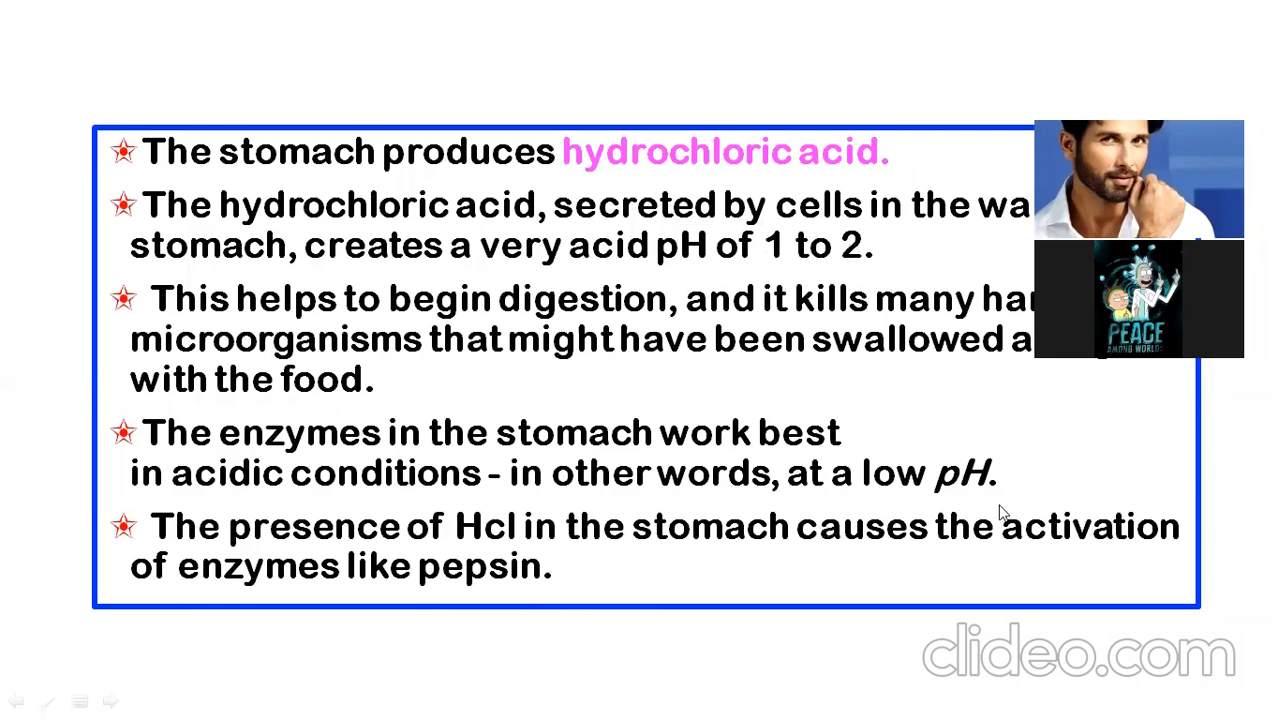 The stomach produces hydrochloric acid.
The hydrochloric acid, secreted by cells in the
stomach, creates a very acid pH of 1 to 2.
This helps to begin digestion, and it kills many
microorganisms that might have been swallowed
with the food.
The enzymes in the stomach work best
in acidic conditions - in other words, at a low pH.
The presence of Hcl in the stomach causes the activation
of enzymes like pepsin.
PEACE
AMONG WORLDS
clideo.com